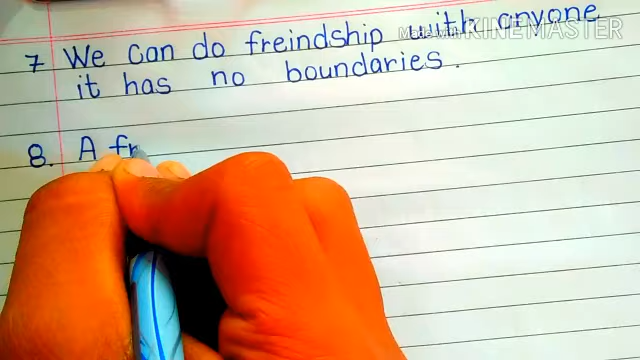 Made with KINEMASTER
7 We can do freindship with anyone
it has no boundaries.
8. A fr